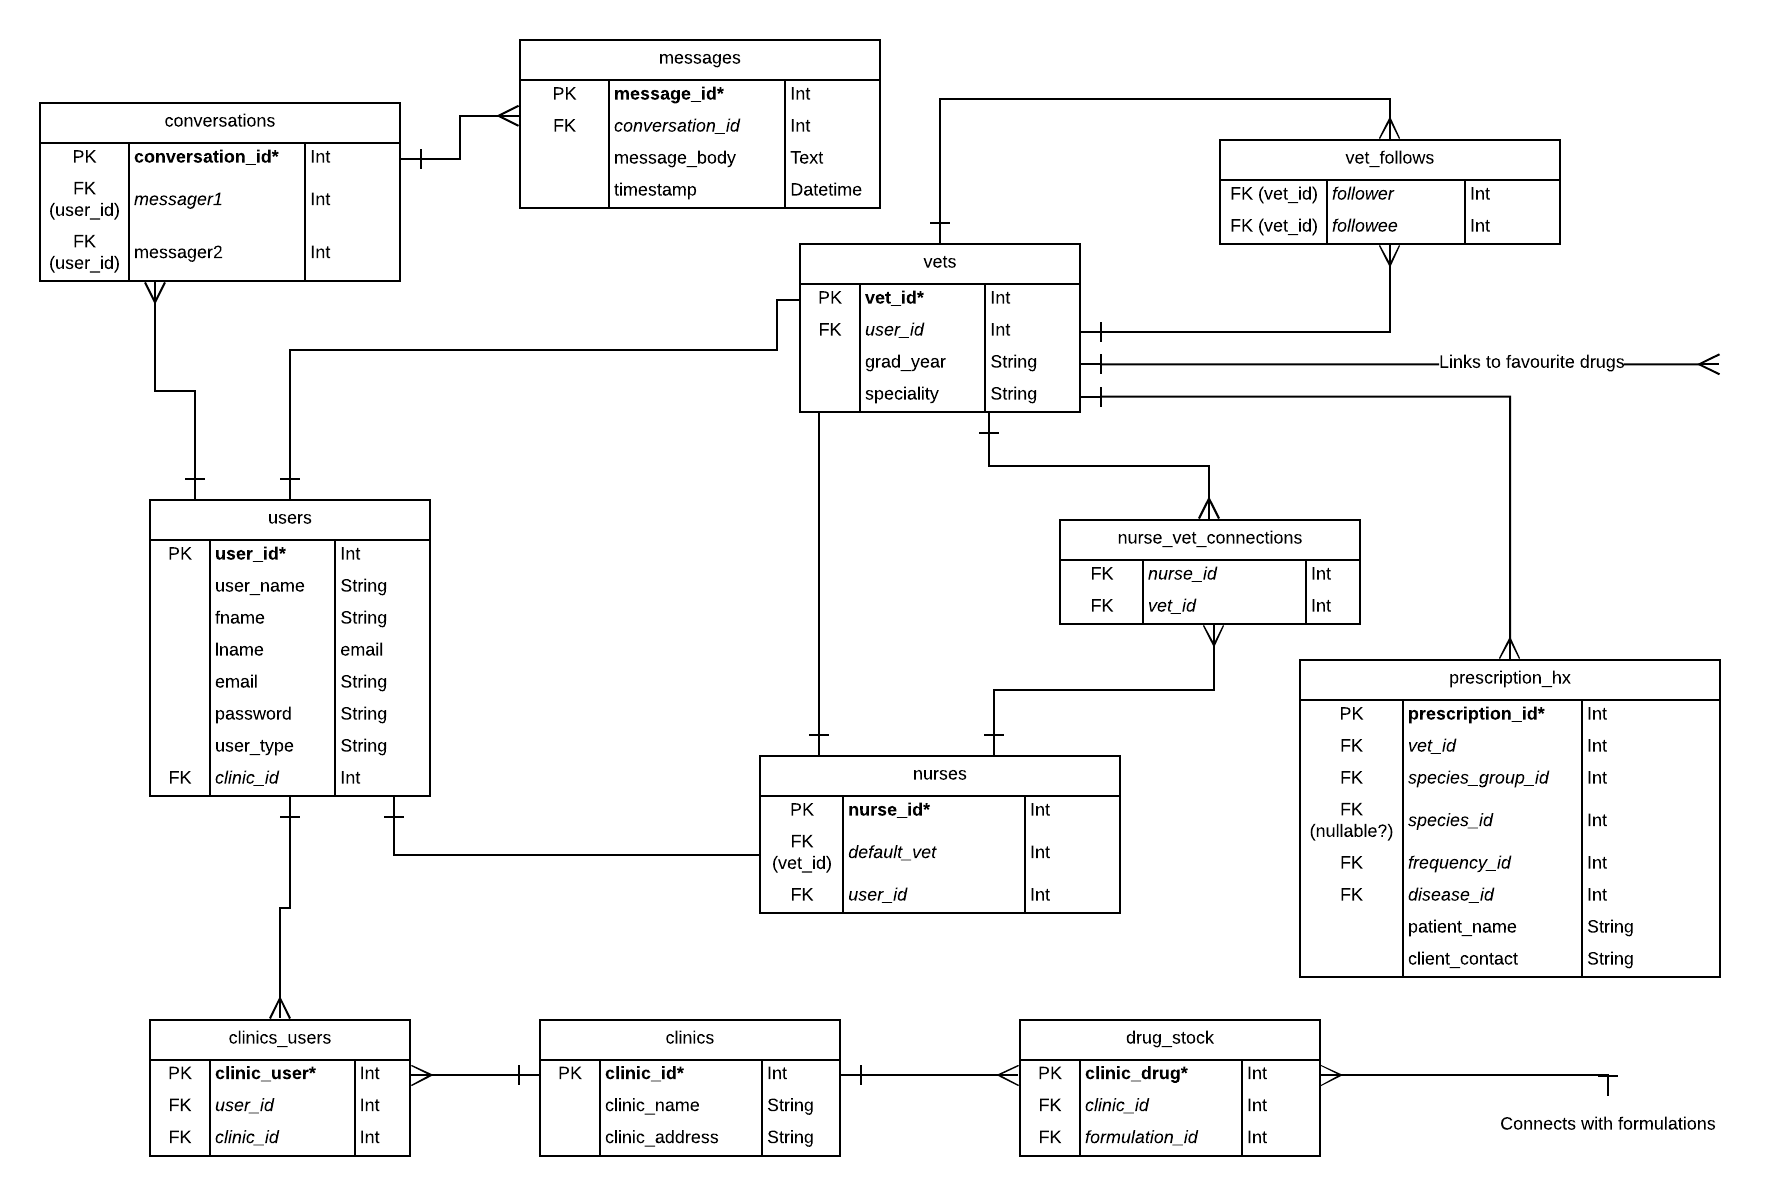 messages
PK message_id* Int
FK conversation_id Int
message_body Text
timestamp Datetime
conversations
PK conversation_id* Int
FK
(user_id) messager1 Int
FK
(user_id) messager2 Int
vet_follows
FK (vet_id) follower Int
FK (vet_id) followee Int
vets
PK vet_id* Int
FK user_id Int
grad_year String
speciality String
Links to favourite drugs
users
PK user_id* Int
user_name String
fname String
lname email
email String
password String
user_type String
FK clinic_id Int
nurse_vet_connections
FK nurse_id Int
FK vet_id Int
prescription_hx
PK prescription_id* Int
FK vet_id Int
FK species_group_id Int
FK
(nullable?) species_id Int
FK frequency_id Int
FK disease_id Int
patient_name String
client_contact String
nurses
PK nurse_id* Int
FK
(vet_id) default_vet Int
FK user_id Int
clinics_users
PK clinic_user* Int
FK user_id Int
FK clinic_id Int
clinics
PK clinic_id* Int
clinic_name String
clinic_address String
drug_stock
PK clinic_drug* Int
FK clinic_id Int
FK formulation_id Int
Connects with formulations